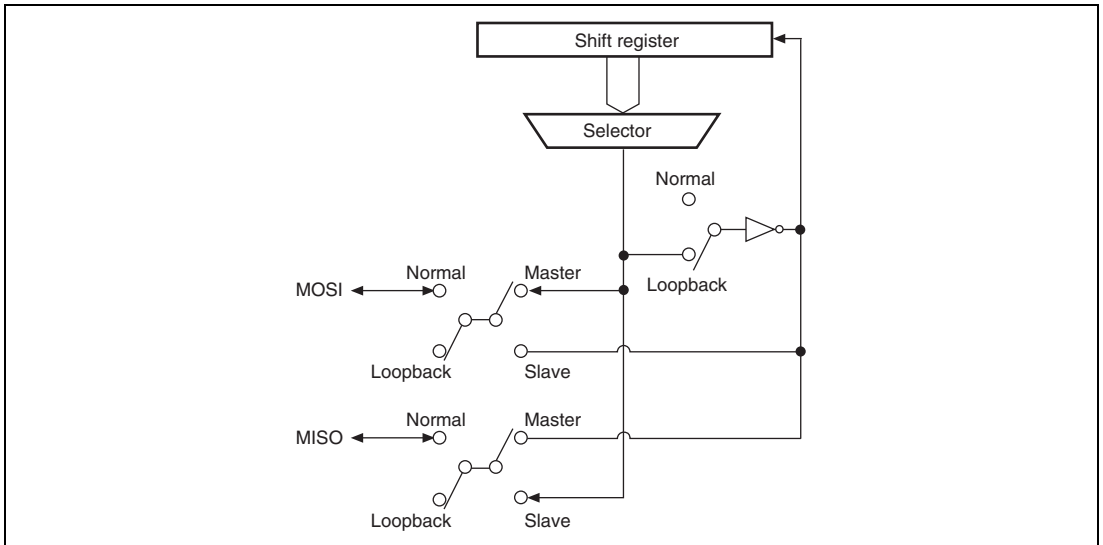 Shift register
Selector
Normal
Loopback
Normal
Master
MOSI
Loopback
Slave
Normal
Master
MISO
Loopback
Slave